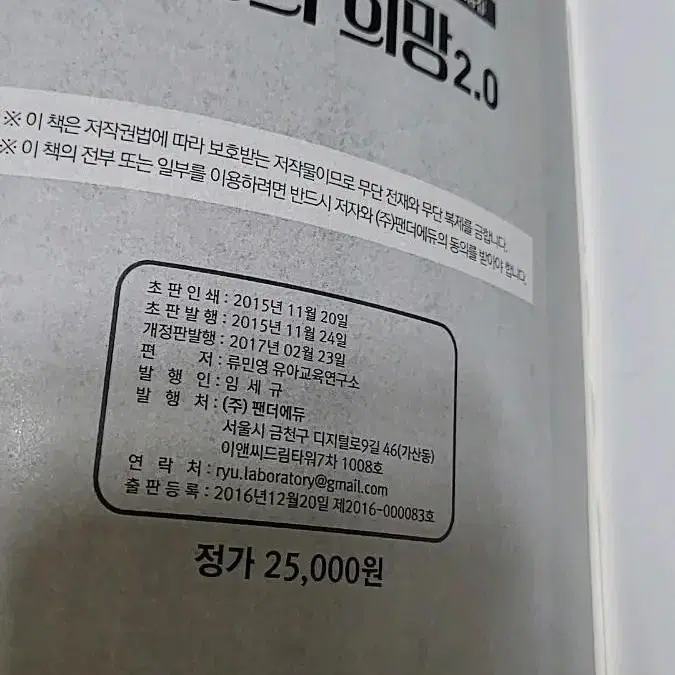 의 희망2.0
※ 이 책은 저작권법에 따라 보호받는 저작물이므로 무단 전재와 무단 복제를 금합니다.
※ 이 책의 전부 또는 일부를 이용하려면 반드시 저자와 (주)팬더에듀의 동의를 받아야 합니다.
초판인쇄 : 2015년 11월 20일
초판발행 : 2015년 11월 24일
개정판발행 : 2017년 02월 23일
편 저 : 류민영 유아교육연구소
발 행 인 : 임 세 규
발 행 처 : (주) 팬더에듀
서울시 금천구 디지털로9길 46(가산동)
이앤씨드림타워7차 1008호
연 락 처 : ryu.laboratory@gmail.com
출판등록 : 2016년12월20일 제2016-000083호
정가 25,000원